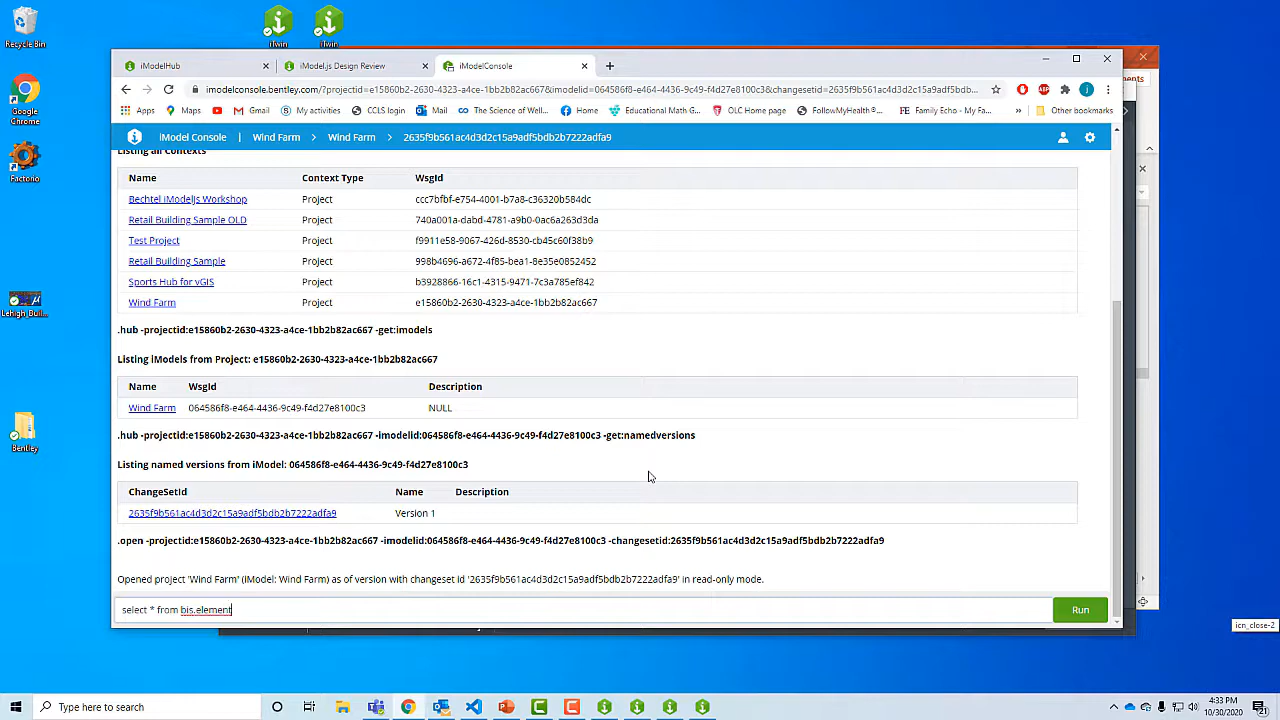 Recycle Bin
iTwin
iTwin
Google
Chrome
Factorio
Lehigh_Buil...
Bentley
iModelHub
iModel.js Design Review
iModelConsole
imodelconsole.bentley.com/?projectid=e15860b2-2630-4323-a4ce-1bb2b82ac667&imodelid=064586f8-e464-4436-9c49-f4d27e8100c3&changesetid=2635f9b561ac4d3d2c15a9adf5bdb2b7222adfa9...
Apps
Maps
Gmail
My activities
CCLS login
Mail
The Science of Well...
Home
Educational Math G...
OLC Home page
FollowMyHealth®...
Family Echo - My Gr...
Other bookmarks
iModel Console | Wind Farm > Wind Farm > 2635f9b561ac4d3d2c15a9adf5bdb2b7222adfa9
Listing all Contexts
Name Context Type WsgId
Bechtel iModelJs Workshop Project ccc7bfbf-e754-4001-b7a8-c36320b584dc
Retail Building Sample OLD Project 740a001a-dabd-4781-a9b0-0ac6a263d3da
Test Project Project f9911e58-9067-426d-8530-cb45c60f38b9
Retail Building Sample Project 998b4696-a672-4f85-bea1-8e35e0852452
Sports Hub for vGIS Project b3928866-16c1-4315-9471-7c3a785ef842
Wind Farm Project e15860b2-2630-4323-a4ce-1bb2b82ac667
.hub -projectid:e15860b2-2630-4323-a4ce-1bb2b82ac667 -get:imodels
Listing iModels from Project: e15860b2-2630-4323-a4ce-1bb2b82ac667
Name WsgId Description
Wind Farm 064586f8-e464-4436-9c49-f4d27e8100c3 NULL
.hub -projectid:e15860b2-2630-4323-a4ce-1bb2b82ac667 -imodelid:064586f8-e464-4436-9c49-f4d27e8100c3 -get:namedversions
Listing named versions from iModel: 064586f8-e464-4436-9c49-f4d27e8100c3
ChangeSetId Name Description
2635f9b561ac4d3d2c15a9adf5bdb2b7222adfa9 Version 1
.open -projectid:e15860b2-2630-4323-a4ce-1bb2b82ac667 -imodelid:064586f8-e464-4436-9c49-f4d27e8100c3 -changesetid:2635f9b561ac4d3d2c15a9adf5bdb2b7222adfa9
Opened project 'Wind Farm' (iModel: Wind Farm) as of version with changeset id '2635f9b561ac4d3d2c15a9adf5bdb2b7222adfa9' in read-only mode.
select * from bis.element
Run
icn_close-2
Type here to search
4:33 PM
10/30/2020
21